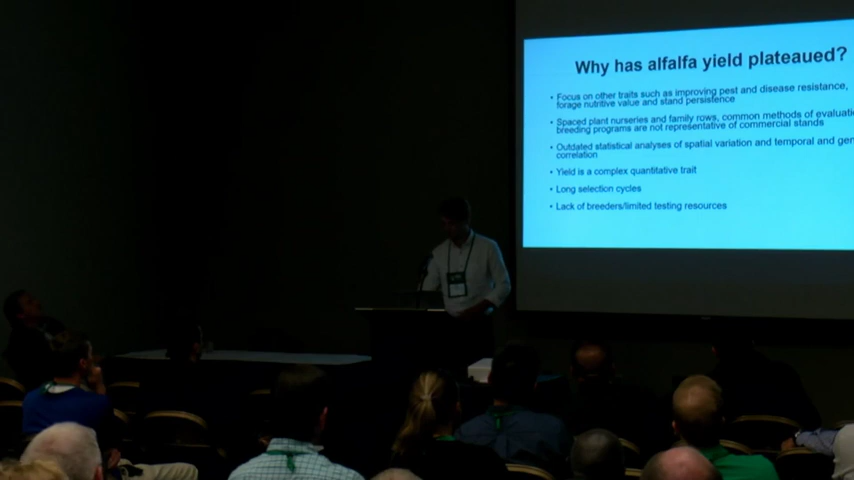 Why has alfalfa yield plateaued?
• Focus on other traits such as improving pest and disease resistance,
forage nutritive value and stand persistence
• Spaced plant nurseries and family rows, common methods of evaluati
breeding programs are not representative of commercial stands
• Outdated statistical analyses of spatial variation and temporal and gen
correlation
• Yield is a complex quantitative trait
• Long selection cycles
• Lack of breeders/limited testing resources